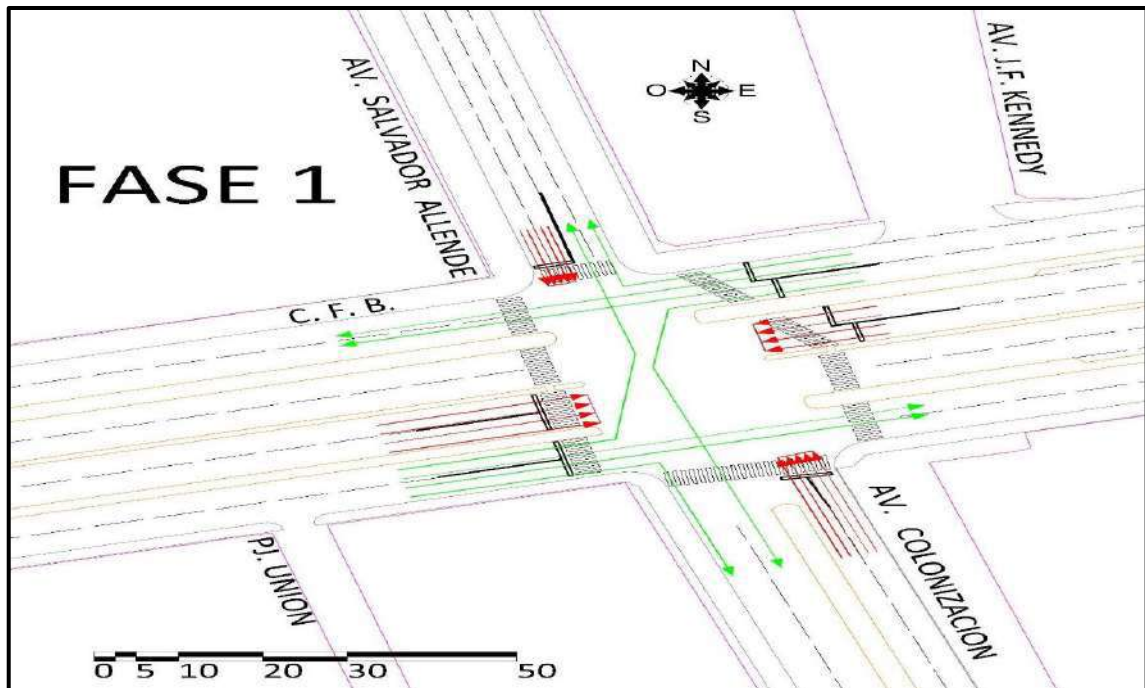 AV. SALVADOR ALLENDE
N
O E
S
AV. J.F. KENNEDY
FASE 1
C. F. B.
PJ. UNION
AV. COLONIZACION
0 5 10 20 30 50